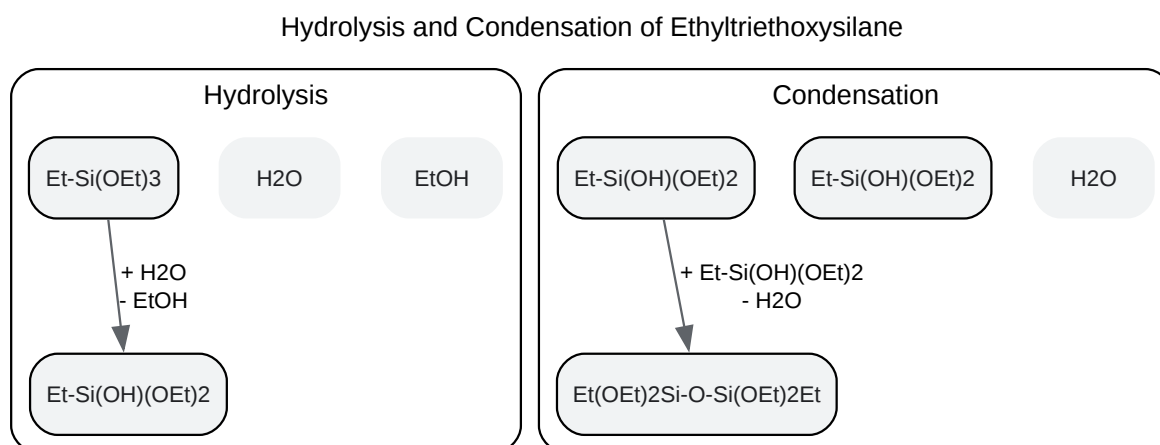 Hydrolysis and Condensation of Ethyltriethoxysilane
Hydrolysis
Et-Si(OEt)3
H2O
EtOH
+ H2O
- EtOH
Et-Si(OH)(OEt)2
Condensation
Et-Si(OH)(OEt)2
Et-Si(OH)(OEt)2
H2O
+ Et-Si(OH)(OEt)2
- H2O
Et(OEt)2Si-O-Si(OEt)2Et